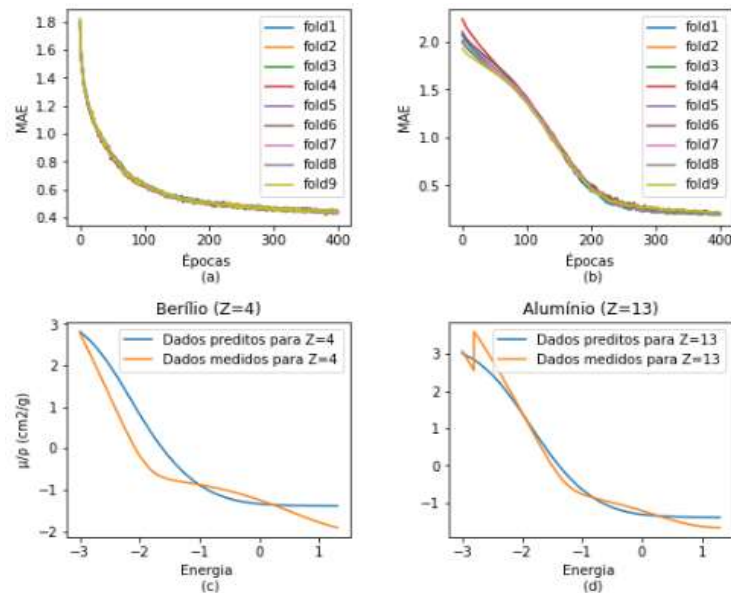 1.8
1.6
1.4
1.2
1.0
0.8
0.6
0.4
MAE
0 100 200 300 400
Épocas
(a)
fold1
fold2
fold3
fold4
fold5
fold6
fold7
fold8
fold9
2.0
1.5
1.0
0.5
MAE
0 100 200 300 400
Épocas
(b)
fold1
fold2
fold3
fold4
fold5
fold6
fold7
fold8
fold9
Berílio (Z=4)
3
2
1
0
−1
−2
μ/ρ (cm2/g)
Dados preditos para Z=4
Dados medidos para Z=4
−3 −2 −1 0 1
Energia
(c)
Alumínio (Z=13)
3
2
1
0
−1
Dados preditos para Z=13
Dados medidos para Z=13
−3 −2 −1 0 1
Energia
(d)